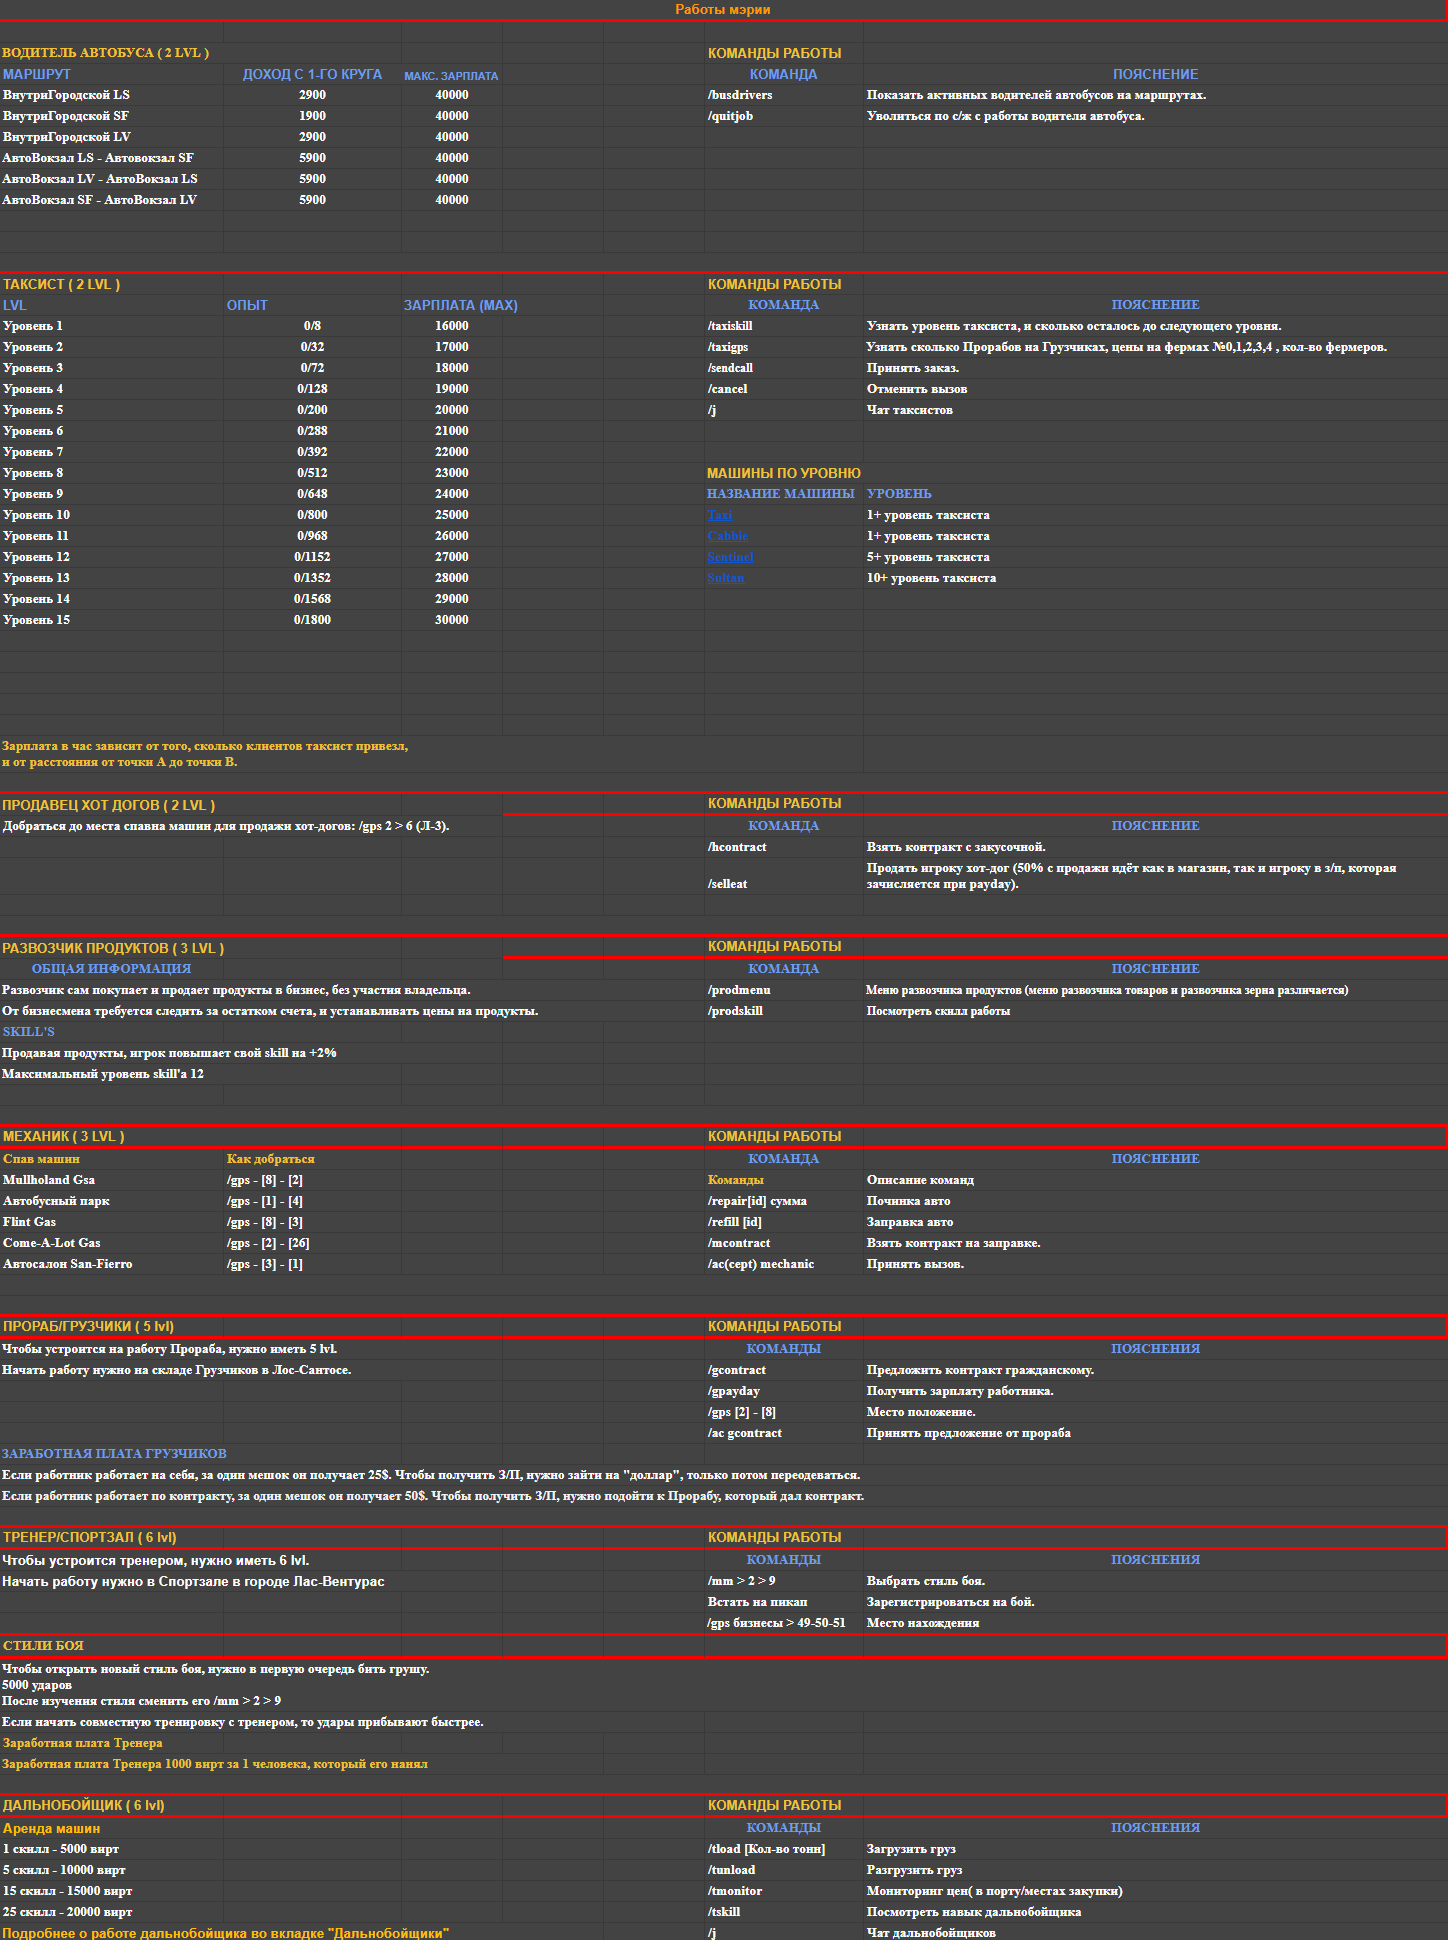 Работы мэрии
ВОДИТЕЛЬ АВТОБУСА ( 2 LVL ) КОМАНДЫ РАБОТЫ
МАРШРУТ ДОХОД С 1-ГО КРУГА МАКС. ЗАРПЛАТА КОМАНДА ПОЯСНЕНИЕ
ВнутриГородской LS 2900 40000 /busdrivers Показать активных водителей автобусов на маршрутах.
ВнутриГородской SF 1900 40000 /quitjob Уволиться по с/ж с работы водителя автобуса.
ВнутриГородской LV 2900 40000
АвтоВокзал LS - Автовокзал SF 5900 40000
АвтоВокзал LV - АвтоВокзал LS 5900 40000
АвтоВокзал SF - АвтоВокзал LV 5900 40000
ТАКСИСТ ( 2 LVL ) КОМАНДЫ РАБОТЫ
LVL ОПЫТ ЗАРПЛАТА (MAX) КОМАНДА ПОЯСНЕНИЕ
Уровень 1 0/8 16000 /taxiskill Узнать уровень таксиста, и сколько осталось до следующего уровня.
Уровень 2 0/32 17000 /taxigps Узнать сколько Прорабов на Грузчиках, цены на фермах №0,1,2,3,4 , кол-во фермеров.
Уровень 3 0/72 18000 /sendcall Принять заказ.
Уровень 4 0/128 19000 /cancel Отменить вызов
Уровень 5 0/200 20000 /j Чат таксистов
Уровень 6 0/288 21000
Уровень 7 0/392 22000
Уровень 8 0/512 23000 МАШИНЫ ПО УРОВНЮ
Уровень 9 0/648 24000 НАЗВАНИЕ МАШИНЫ УРОВЕНЬ
Уровень 10 0/800 25000 Taxi 1+ уровень таксиста
Уровень 11 0/968 26000 Cabbie 1+ уровень таксиста
Уровень 12 0/1152 27000 Sentinel 5+ уровень таксиста
Уровень 13 0/1352 28000 Sultan 10+ уровень таксиста
Уровень 14 0/1568 29000
Уровень 15 0/1800 30000
Зарплата в час зависит от того, сколько клиентов таксист привезл,
и от расстояния от точки А до точки В.
ПРОДАВЕЦ ХОТ ДОГОВ ( 2 LVL ) КОМАНДЫ РАБОТЫ
Добраться до места спавна машин для продажи хот-догов: /gps 2 > 6 (Л-3). КОМАНДА ПОЯСНЕНИЕ
/hcontract Взять контракт с закусочной.
/selleat Продать игроку хот-дог (50% с продажи идёт как в магазин, так и игроку в з/п, которая
зачисляется при payday).
РАЗВОЗЧИК ПРОДУКТОВ ( 3 LVL ) КОМАНДЫ РАБОТЫ
ОБЩАЯ ИНФОРМАЦИЯ КОМАНДА ПОЯСНЕНИЕ
Развозчик сам покупает и продает продукты в бизнес, без участия владельца. /prodmenu Меню развозчика продуктов (меню развозчика товаров и развозчика зерна различается)
От бизнесмена требуется следить за остатком счета, и устанавливать цены на продукты. /prodskill Посмотреть скилл работы
SKILL'S
Продавая продукты, игрок повышает свой skill на +2%
Максимальный уровень skill'a 12
МЕХАНИК ( 3 LVL ) КОМАНДЫ РАБОТЫ
Спав машин Как добраться КОМАНДА ПОЯСНЕНИЕ
Mullholand Gsa /gps - [8] - [2] Команды Описание команд
Автобусный парк /gps - [1] - [4] /repair[id] сумма Починка авто
Flint Gas /gps - [8] - [3] /refill [id] Заправка авто
Come-A-Lot Gas /gps - [2] - [26] /mcontract Взять контракт на заправке.
Автосалон San-Fierro /gps - [3] - [1] /ac(cept) mechanic Принять вызов.
ПРОРАБ/ГРУЗЧИКИ ( 5 lvl) КОМАНДЫ РАБОТЫ
Чтобы устроится на работу Прораба, нужно иметь 5 lvl. КОМАНДЫ ПОЯСНЕНИЯ
Начать работу нужно на складе Грузчиков в Лос-Сантосе. /gcontract Предложить контракт гражданскому.
/gpayday Получить зарплату работника.
/gps [2] - [8] Место положение.
/ac gcontract Принять предложение от прораба
ЗАРАБОТНАЯ ПЛАТА ГРУЗЧИКОВ
Если работник работает на себя, за один мешок он получает 25$. Чтобы получить З/П, нужно зайти на "доллар", только потом переодеваться.
Если работник работает по контракту, за один мешок он получает 50$. Чтобы получить З/П, нужно подойти к Прорабу, который дал контракт.
ТРЕНЕР/СПОРТЗАЛ ( 6 lvl) КОМАНДЫ РАБОТЫ
Чтобы устроится тренером, нужно иметь 6 lvl. КОМАНДЫ ПОЯСНЕНИЯ
Начать работу нужно в Спортзале в городе Лас-Вентурас /mm > 2 > 9 Выбрать стиль боя.
Встать на пикап Зарегистрироваться на бой.
/gps бизнесы > 49-50-51 Место нахождения
СТИЛИ БОЯ
Чтобы открыть новый стиль боя, нужно в первую очередь бить грушу.
5000 ударов
После изучения стиля сменить его /mm > 2 > 9
Если начать совместную тренировку с тренером, то удары прибывают быстрее.
Заработная плата Тренера
Заработная плата Тренера 1000 вирт за 1 человека, который его нанял
ДАЛЬНОБОЙЩИК ( 6 lvl) КОМАНДЫ РАБОТЫ
Аренда машин КОМАНДЫ ПОЯСНЕНИЯ
1 скилл - 5000 вирт /tload [Кол-во тонн] Загрузить груз
5 скилл - 10000 вирт /tunload Разгрузить груз
15 скилл - 15000 вирт /tmonitor Мониторинг цен( в порту/местах закупки)
25 скилл - 20000 вирт /tskill Посмотреть навык дальнобойщика
Подробнее о работе дальнобойщика во вкладке "Дальнобойщики" /j Чат дальнобойщиков